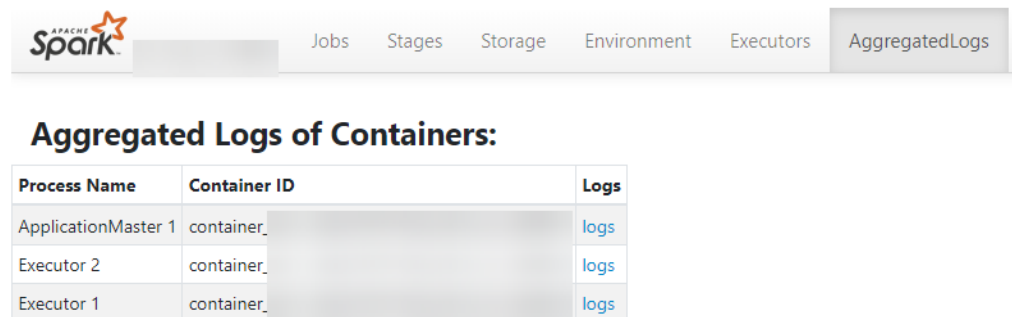 APACHE
Spark™ Jobs Stages Storage Environment Executors AggregatedLogs
Aggregated Logs of Containers:
Process Name Container ID Logs
ApplicationMaster 1 container_ logs
Executor 2 container_ logs
Executor 1 container_ logs